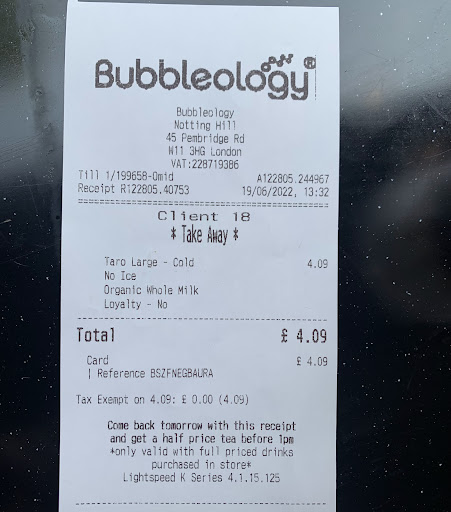 Bubbleology®
Bubbleology
Notting Hill
45 Pembridge Rd
W11 3HG London
VAT:228719386
Till 1/199658-Omid A122805.244967
Receipt R122805.40753 19/06/2022, 13:32
Client 18
* Take Away *
Taro Large - Cold 4.09
No Ice
Organic Whole Milk
Loyalty - No
Total £ 4.09
Card £ 4.09
| Reference BSZFNEGBAURA
Tax Exempt on 4.09: £ 0.00 (4.09)
Come back tomorrow with this receipt
and get a half price tea before 1pm
*only valid with full priced drinks
purchased in store*
Lightspeed K Series 4.1.15.125